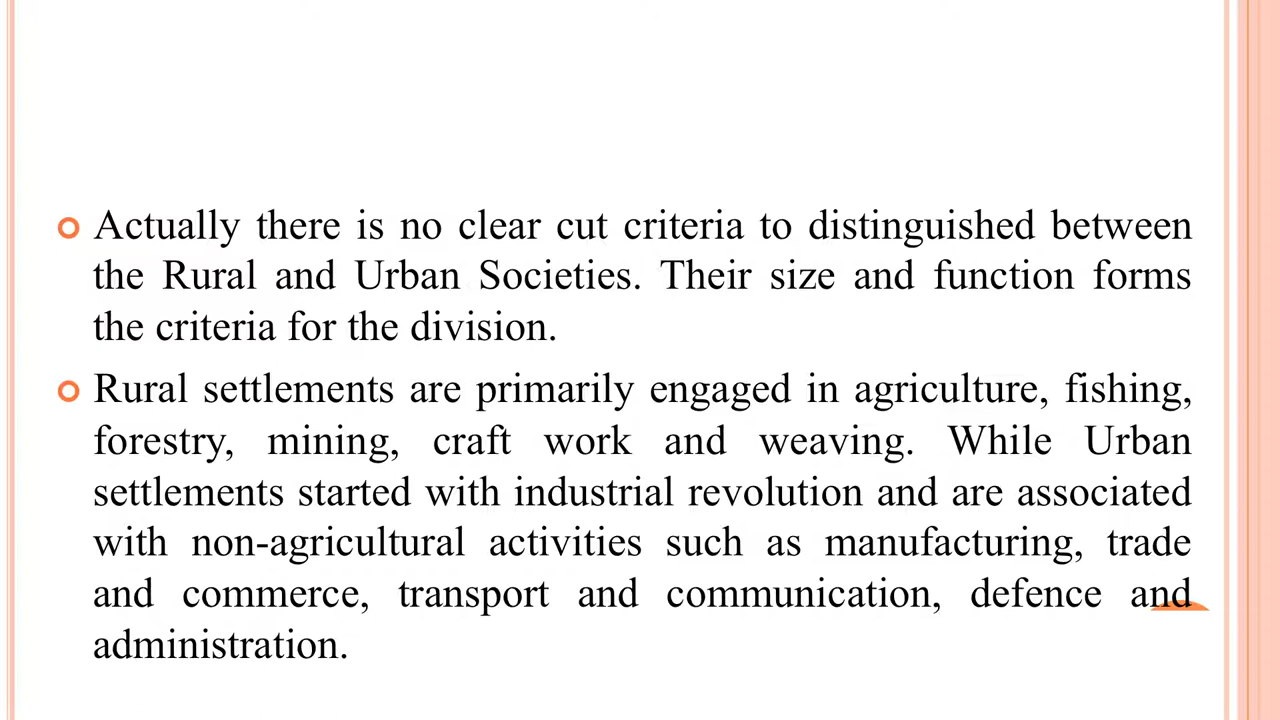 Actually there is no clear cut criteria to distinguished between
the Rural and Urban Societies. Their size and function forms
the criteria for the division.
Rural settlements are primarily engaged in agriculture, fishing,
forestry, mining, craft work and weaving. While Urban
settlements started with industrial revolution and are associated
with non-agricultural activities such as manufacturing, trade
and commerce, transport and communication, defence and
administration.